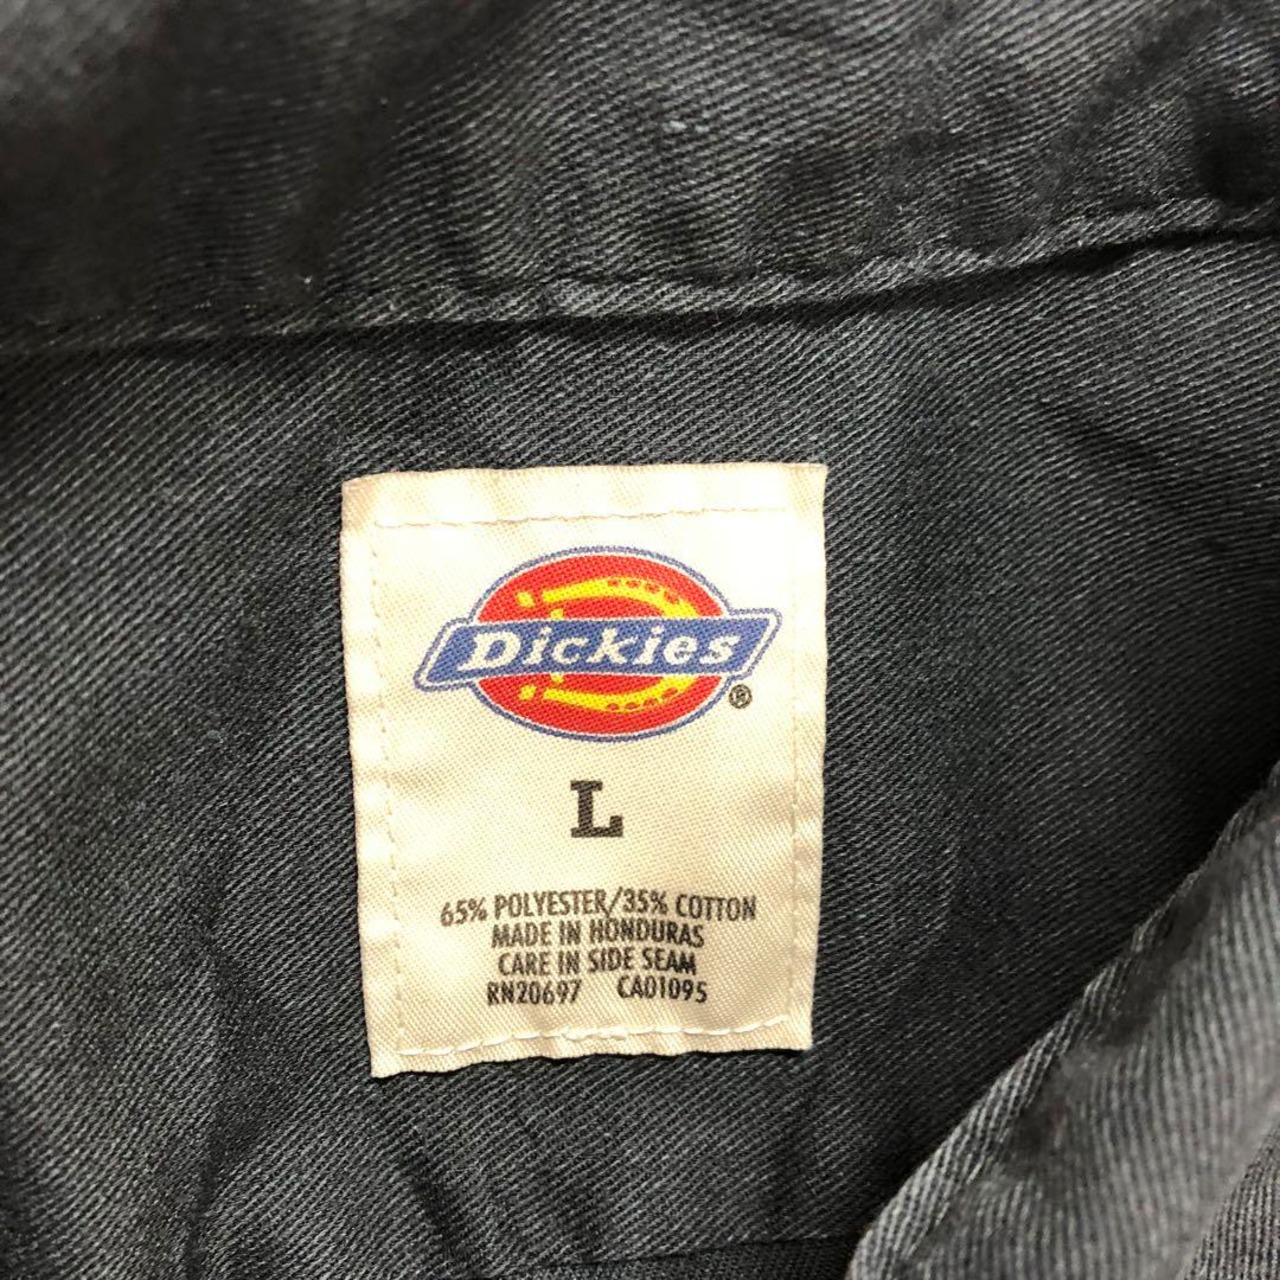 Dickies
®
L
65% POLYESTER/35% COTTON
MADE IN HONDURAS
CARE IN SIDE SEAM
RN20697 CA01095